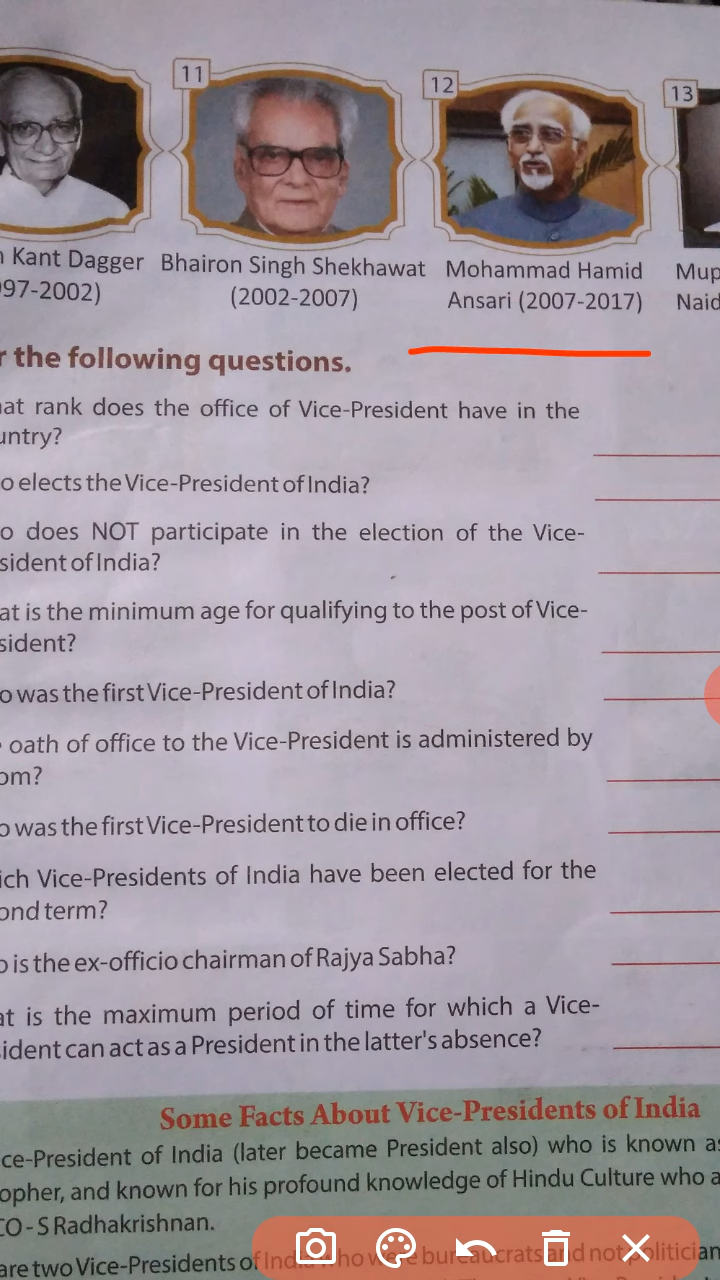 11
12
13
Kant Dagger
97-2002)
Bhairon Singh Shekhawat
(2002-2007)
Mohammad Hamid
Ansari (2007-2017)
Mup
Naid
the following questions.
at rank does the office of Vice-President have in the
untry?
o elects the Vice-President of India?
o does NOT participate in the election of the Vice-
sident of India?
at is the minimum age for qualifying to the post of Vice-
sident?
o was the first Vice-President of India?
oath of office to the Vice-President is administered by
om?
o was the first Vice-President to die in office?
ich Vice-Presidents of India have been elected for the
ond term?
o is the ex-officio chairman of Rajya Sabha?
at is the maximum period of time for which a Vice-
ident can act as a President in the latter's absence?
Some Facts About Vice-Presidents of India
ce-President of India (later became President also) who is known as
opher, and known for his profound knowledge of Hindu Culture who a
CO - S Radhakrishnan.
are two Vice-Presidents of India who were bureaucrats and not politician